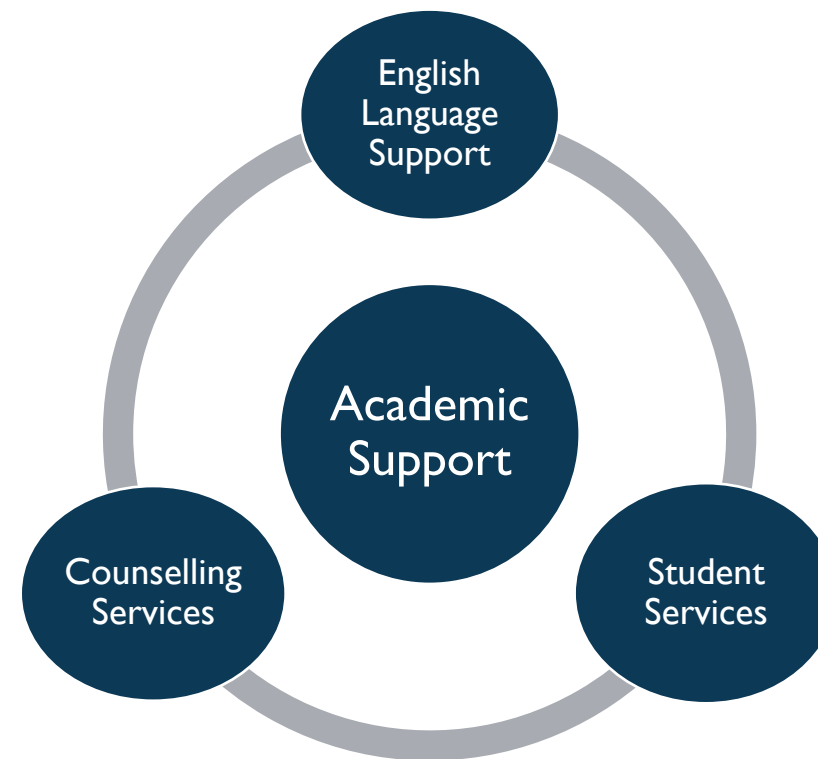 English
Language
Support
Academic
Support
Counselling
Services
Student
Services